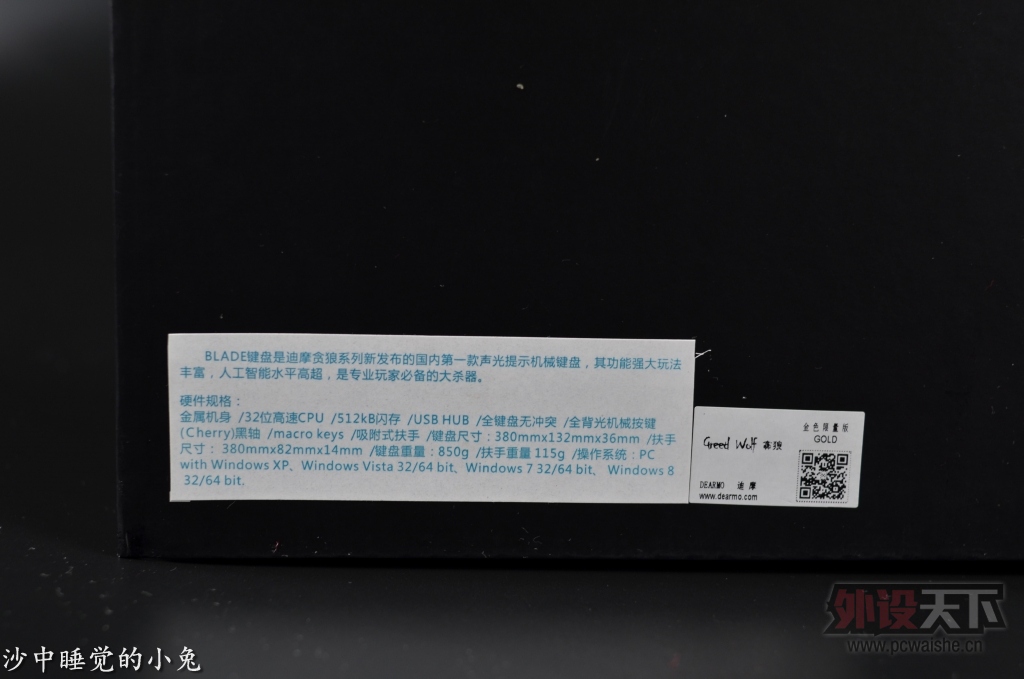 BLADE键盘是迪摩贪狼系列新发布的国内第一款声光提示机械键盘，其功能强大玩法
丰富，人工智能水平高超，是专业玩家必备的大杀器。
硬件规格：
金属机身 /32位高速CPU /512kB闪存 /USB HUB /全键盘无冲突 /全背光机械按键
(Cherry)黑轴 /macro keys /吸附式扶手 /键盘尺寸：380mmx132mmx36mm /扶手
尺寸： 380mmx82mmx14mm /键盘重量：850g /扶手重量 115g /操作系统：PC
with Windows XP、Windows Vista 32/64 bit、Windows 7 32/64 bit、 Windows 8
32/64 bit.
金色限量版
GOLD
Greed Wolf 贪狼
DEARMO 迪摩
www.dearmo.com
外设天下
www.pcwaishe.cn
沙中睡觉的小兔